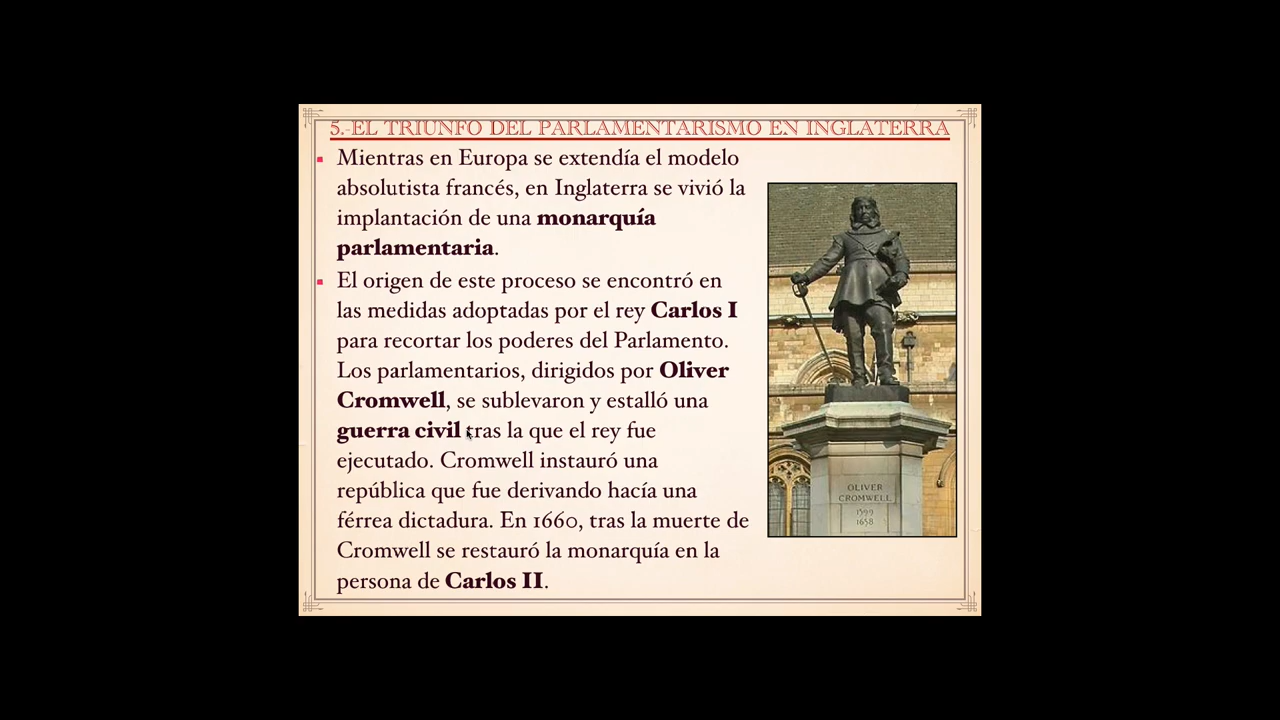 5.-EL TRIUNFO DEL PARLAMENTARISMO EN INGLATERRA
Mientras en Europa se extendía el modelo
absolutista francés, en Inglaterra se vivió la
implantación de una monarquía
parlamentaria.
El origen de este proceso se encontró en
las medidas adoptadas por el rey Carlos I
para recortar los poderes del Parlamento.
Los parlamentarios, dirigidos por Oliver
Cromwell, se sublevaron y estalló una
guerra civil tras la que el rey fue
ejecutado. Cromwell instauró una
república que fue derivando hacía una
férrea dictadura. En 1660, tras la muerte de
Cromwell se restauró la monarquía en la
persona de Carlos II.
OLIVER
CROMWELL
1599
1658